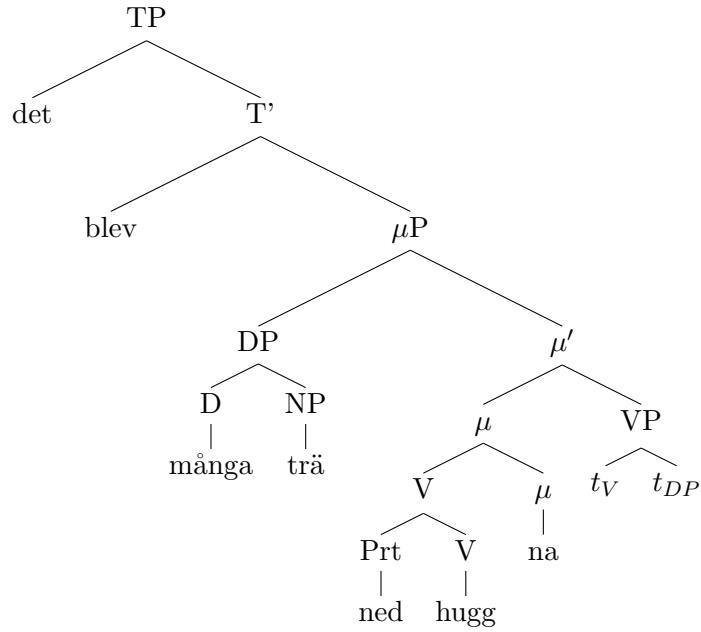 TP
det T’
blev μP
DP μ′
D NP μ VP
många trä V μ t_V t_DP
Prt V na
ned hugg